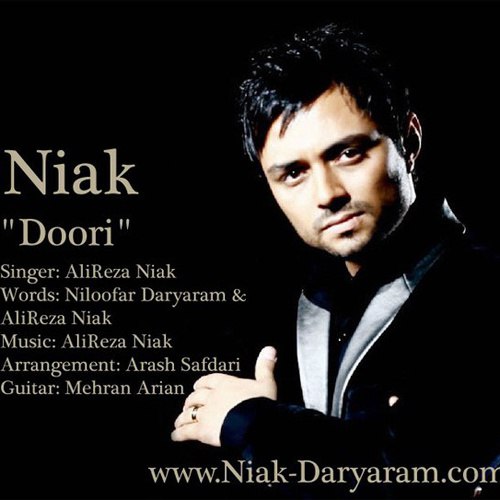 Niak
"Doori"
Singer: AliReza Niak
Words: Niloofar Daryaram &
AliReza Niak
Music: AliReza Niak
Arrangement: Arash Safdari
Guitar: Mehran Arian
www.Niak-Daryaram.com